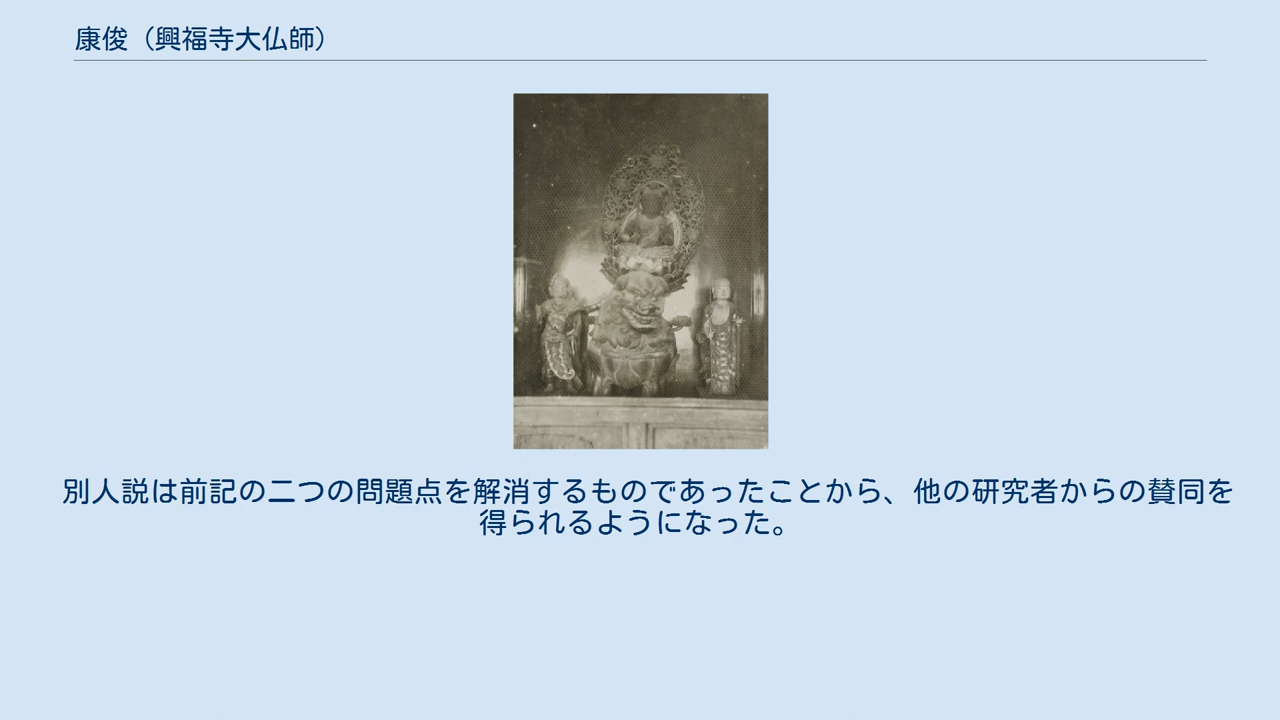 康俊（興福寺大仏師）
別人説は前記の二つの問題点を解消するものであったことから、他の研究者からの賛同を
得られるようになった。